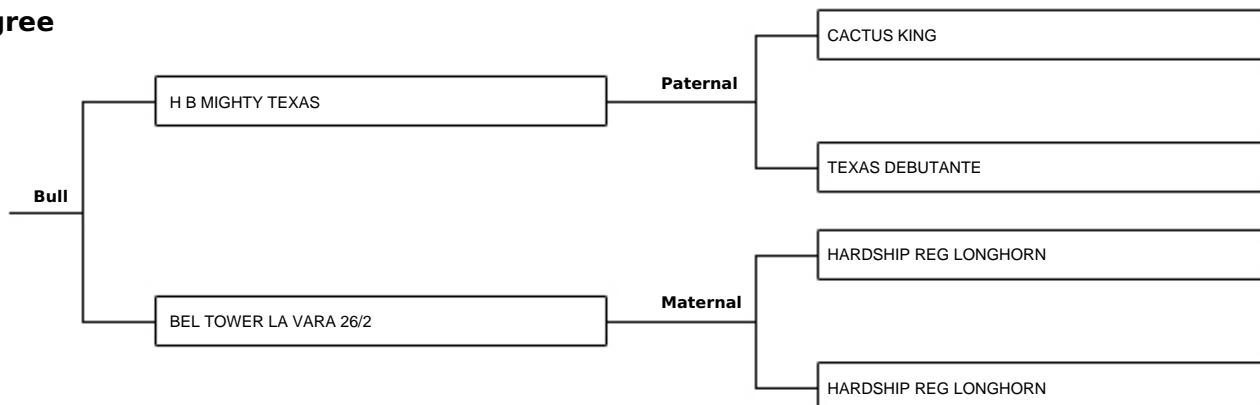 gree
CACTUS KING
H B MIGHTY TEXAS
Paternal
TEXAS DEBUTANTE
Bull
HARDSHIP REG LONGHORN
BEL TOWER LA VARA 26/2
Maternal
HARDSHIP REG LONGHORN